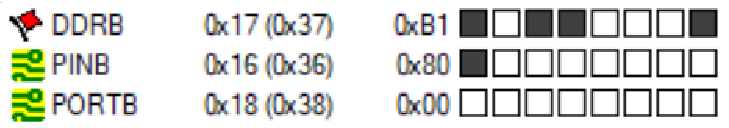 DDRB 0x17 (0x37) 0xB1
PINB 0x16 (0x36) 0x80
PORTB 0x18 (0x38) 0x00